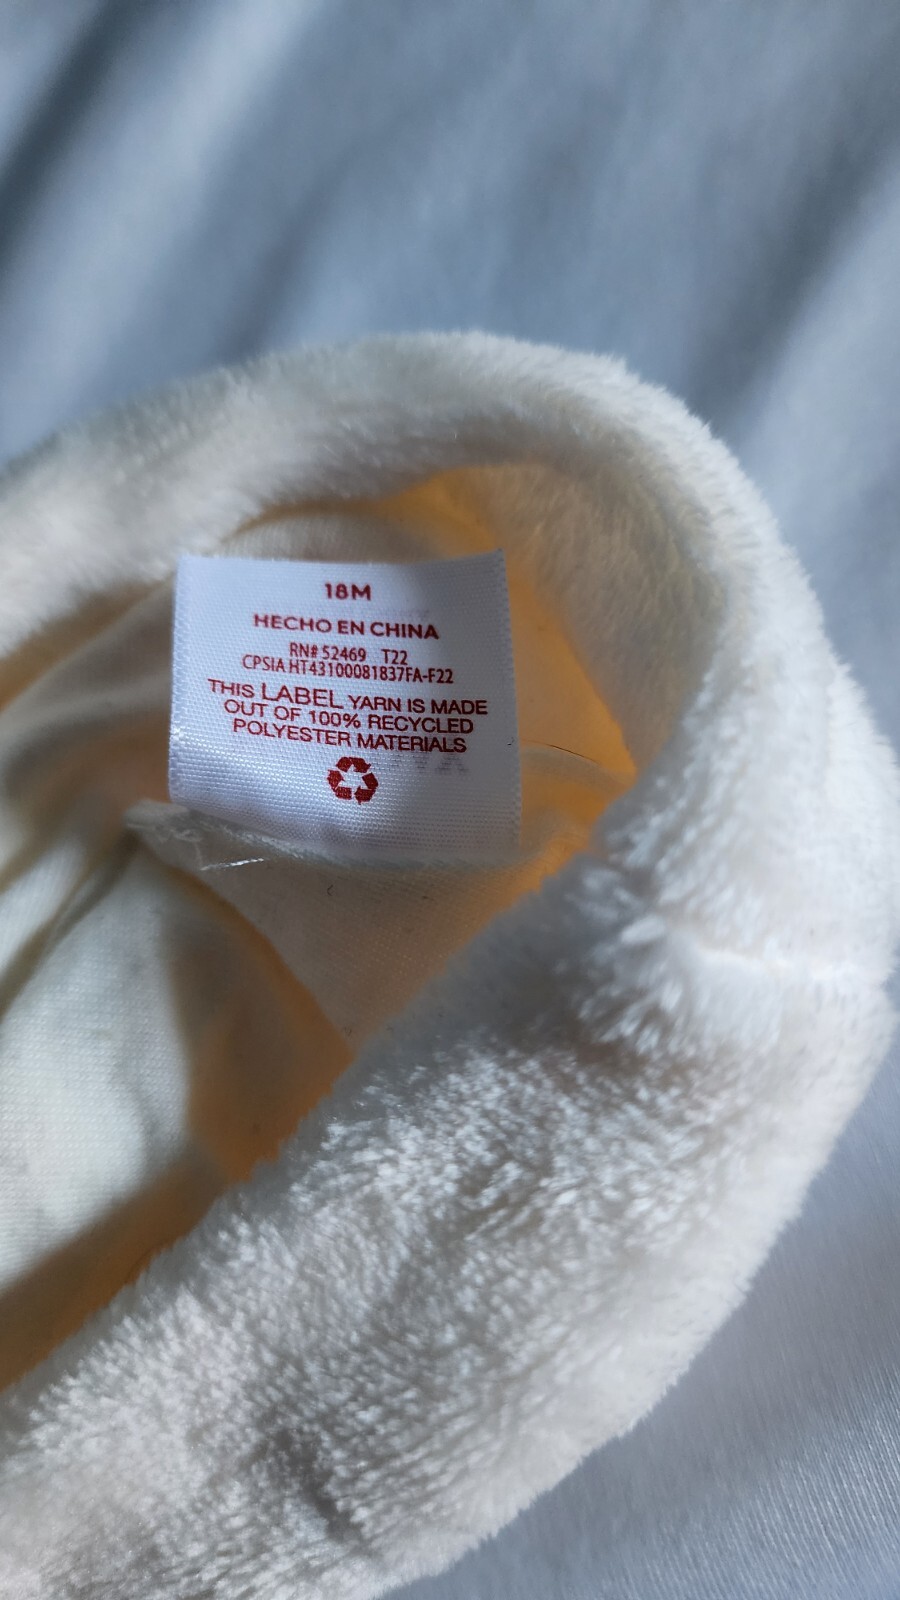 18M
HECHO EN CHINA
RN# 52469 T22
CPSIA HT43100081837FA-F22
THIS LABEL YARN IS MADE
OUT OF 100% RECYCLED
POLYESTER MATERIALS